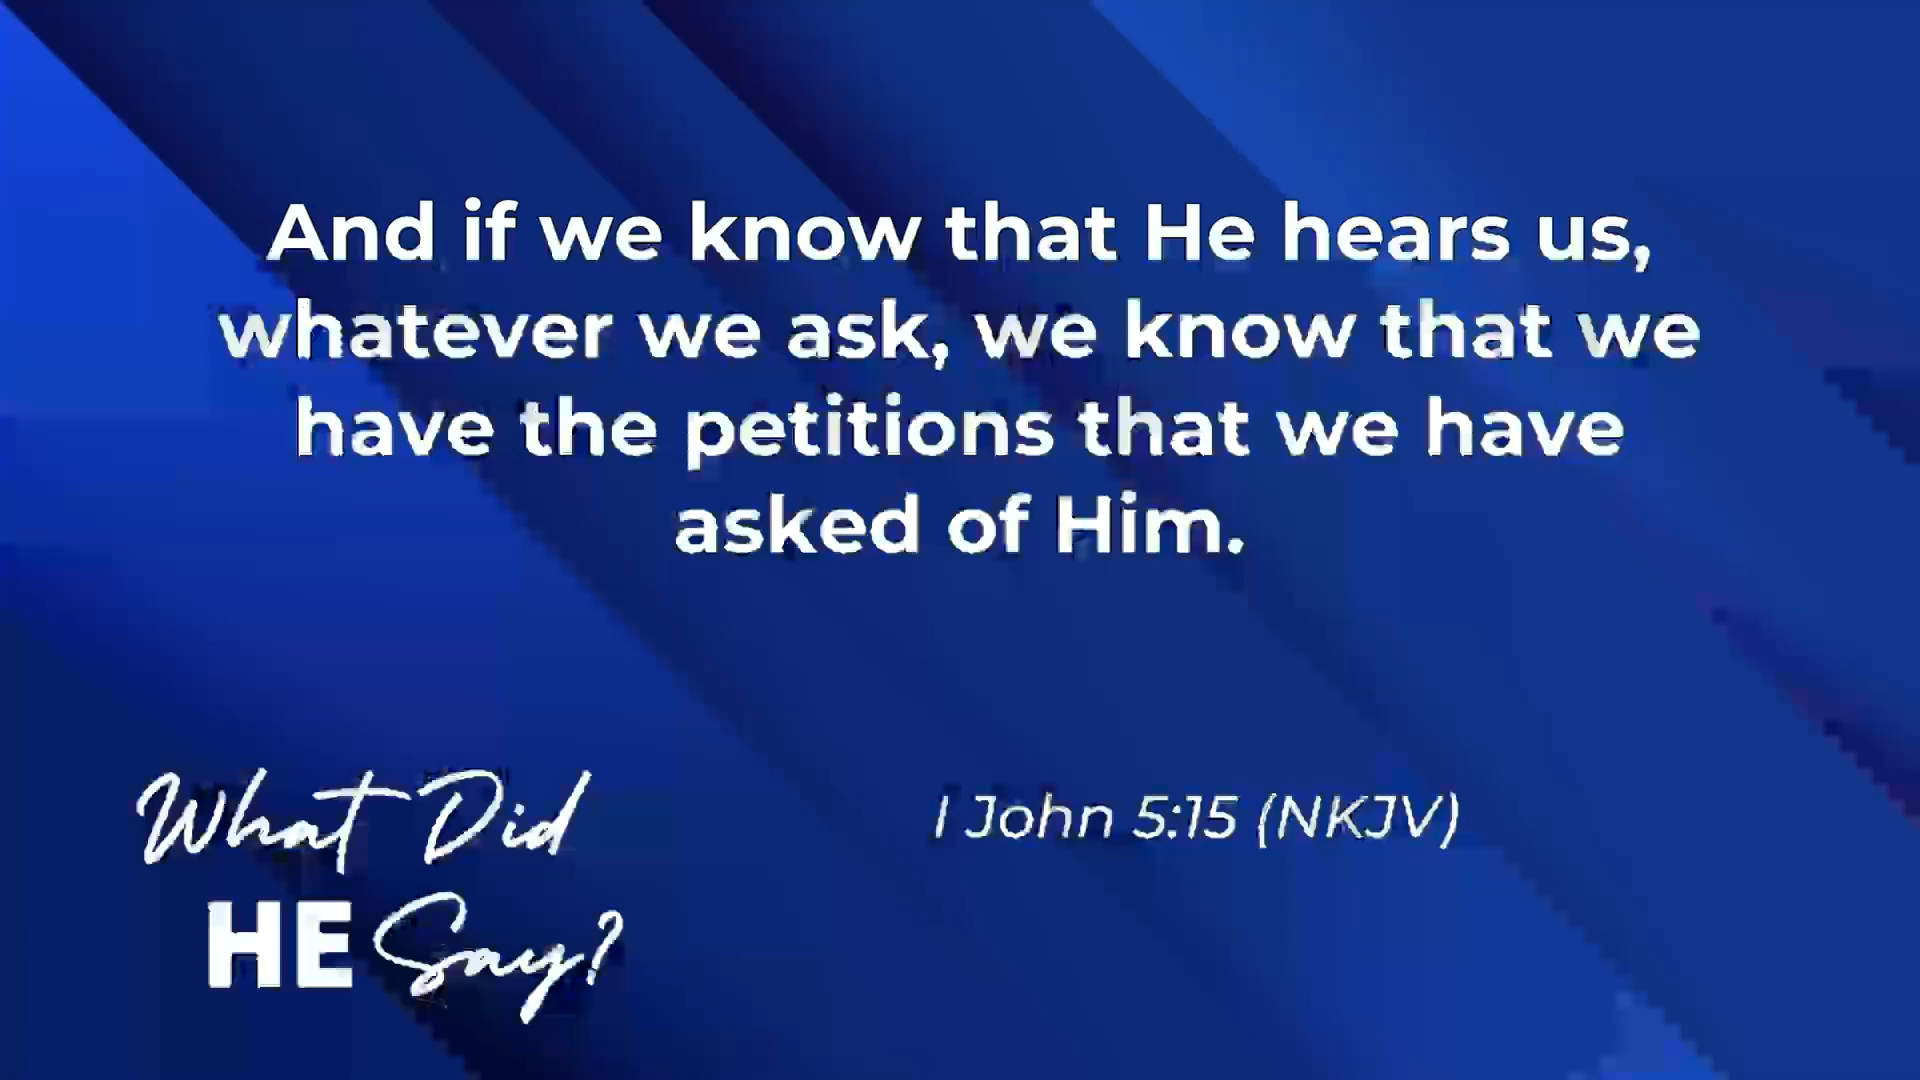 And if we know that He hears us,
whatever we ask, we know that we
have the petitions that we have
asked of Him.
What Did
HE Say?
I John 5:15 (NKJV)